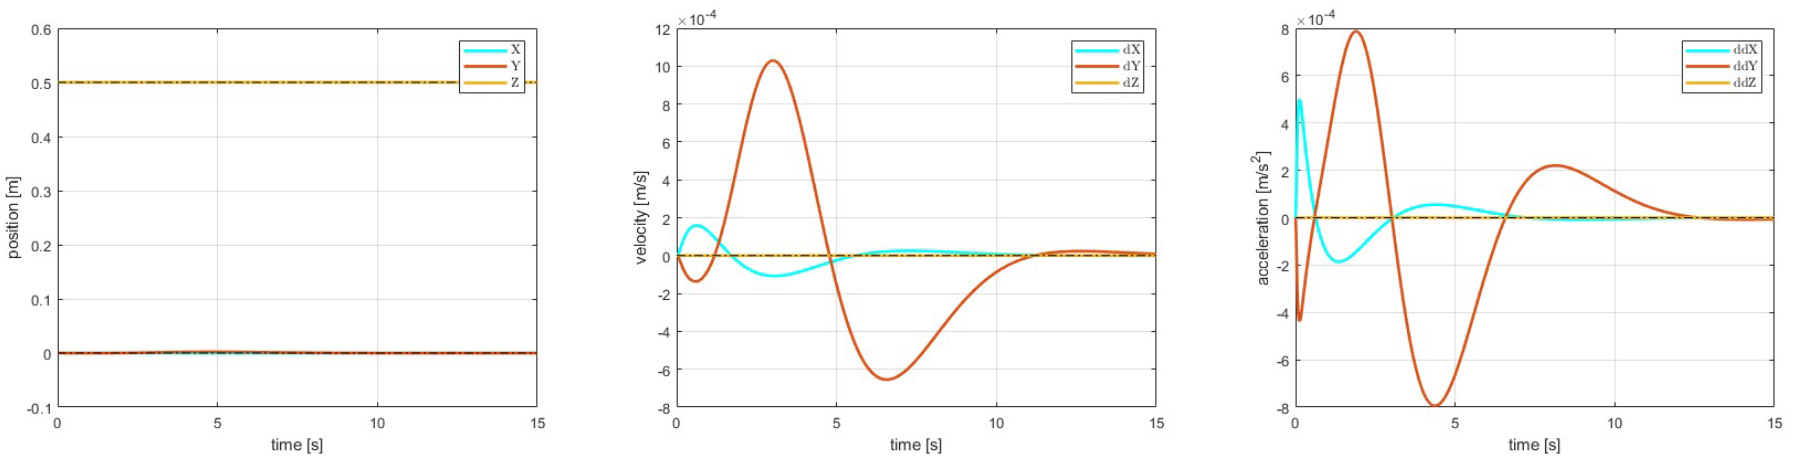 0.6
0.5
0.4
0.3
0.2
0.1
0
-0.1
0
5
10
15
position [m]
time [s]
X
Y
Z
×10⁻⁴
12
10
8
6
4
2
0
-2
-4
-6
-8
0
5
10
15
velocity [m/s]
time [s]
dX
dY
dZ
×10⁻⁴
8
6
4
2
0
-2
-4
-6
-8
0
5
10
15
acceleration [m/s²]
time [s]
ddX
ddY
ddZ